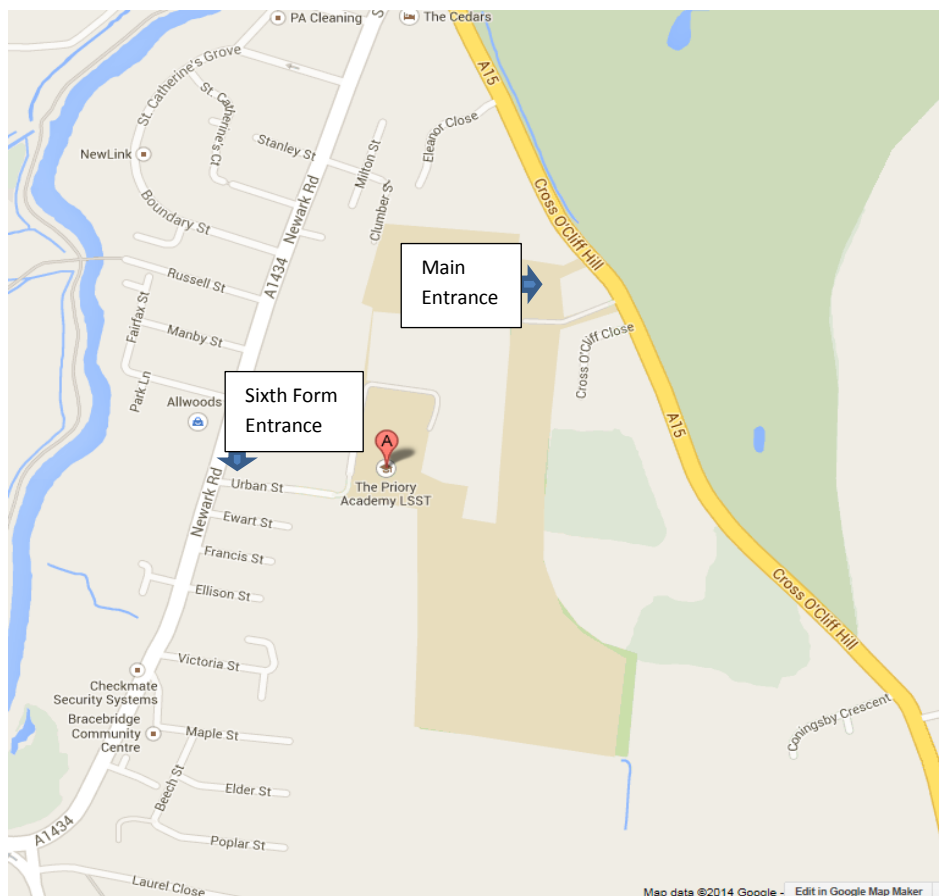 PA Cleaning
S
The Cedars
A15
St. Catherine's Grove
St. Catherine's Ct
Stanley St
Milton St
Eleanor Close
NewLink
Clumber S
Boundary St
Newark Rd
A1434
Cross O'Cliff Hill
Russell St
Fairfax St
Manby St
Park Ln
Main
Entrance
Cross O'Cliff Close
Allwoods
Sixth Form
Entrance
A15
A
The Priory
Academy LSST
Newark Rd
Urban St
Ewart St
Francis St
Ellison St
Cross O'Cliff Hill
Victoria St
Checkmate
Security Systems
Bracebridge
Community
Centre
Maple St
Coningsby Crescent
Beech St
Elder St
A1434
Poplar St
Laurel Close
Map data ©2014 Google -
Edit in Google Map Maker